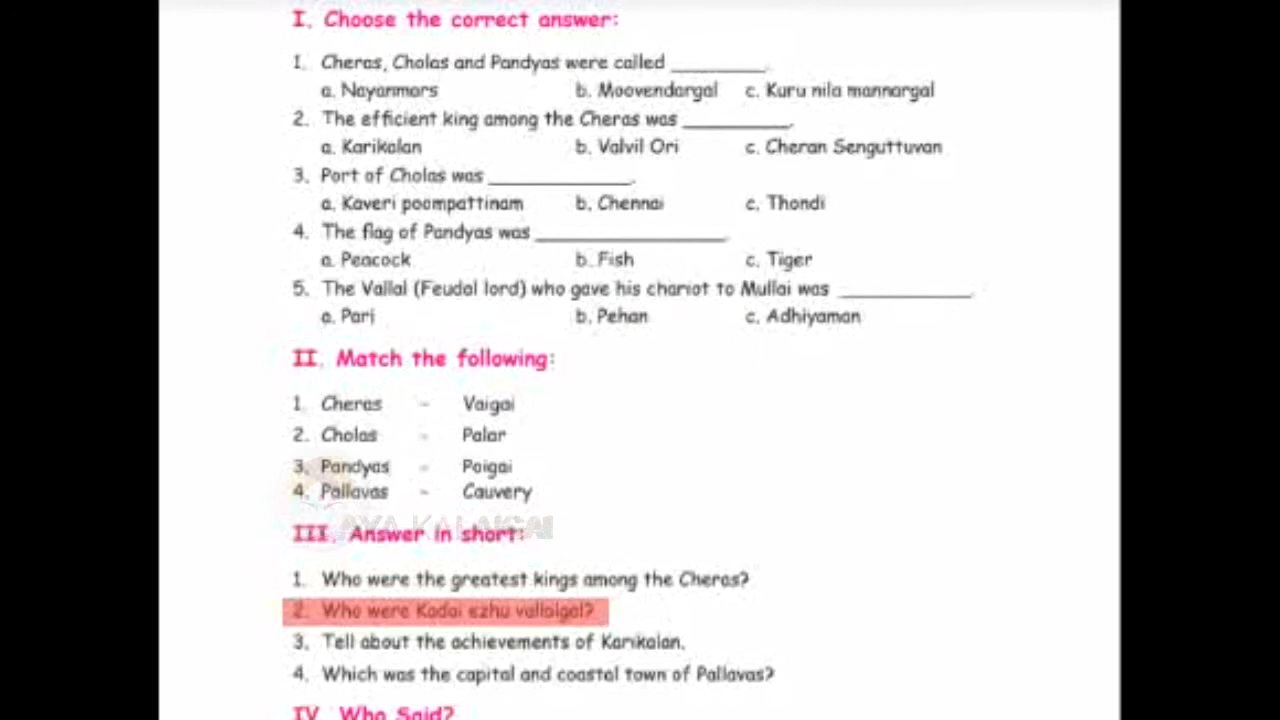 I. Choose the correct answer:
1. Cheras, Cholas and Pandyas were called __________.
a. Nayanmars b. Moovendargal c. Kuru nila mannargal
2. The efficient king among the Cheras was ___________.
a. Karikalan b. Valvil Ori c. Cheran Senguttuvan
3. Port of Cholas was _______________.
a. Kaveri poompattinam b. Chennai c. Thondi
4. The flag of Pandyas was ____________________.
a. Peacock b. Fish c. Tiger
5. The Vallal (Feudal lord) who gave his chariot to Mullai was ______________.
a. Pari b. Pehan c. Adhiyaman
II. Match the following:
1. Cheras - Vaigai
2. Cholas - Palar
3. Pandyas - Poigai
4. Pallavas - Cauvery
III. Answer in short:
1. Who were the greatest kings among the Cheras?
2. Who were Kadai ezhu vallalgal?
3. Tell about the achievements of Karikalan.
4. Which was the capital and coastal town of Pallavas?
IV. Who Said?